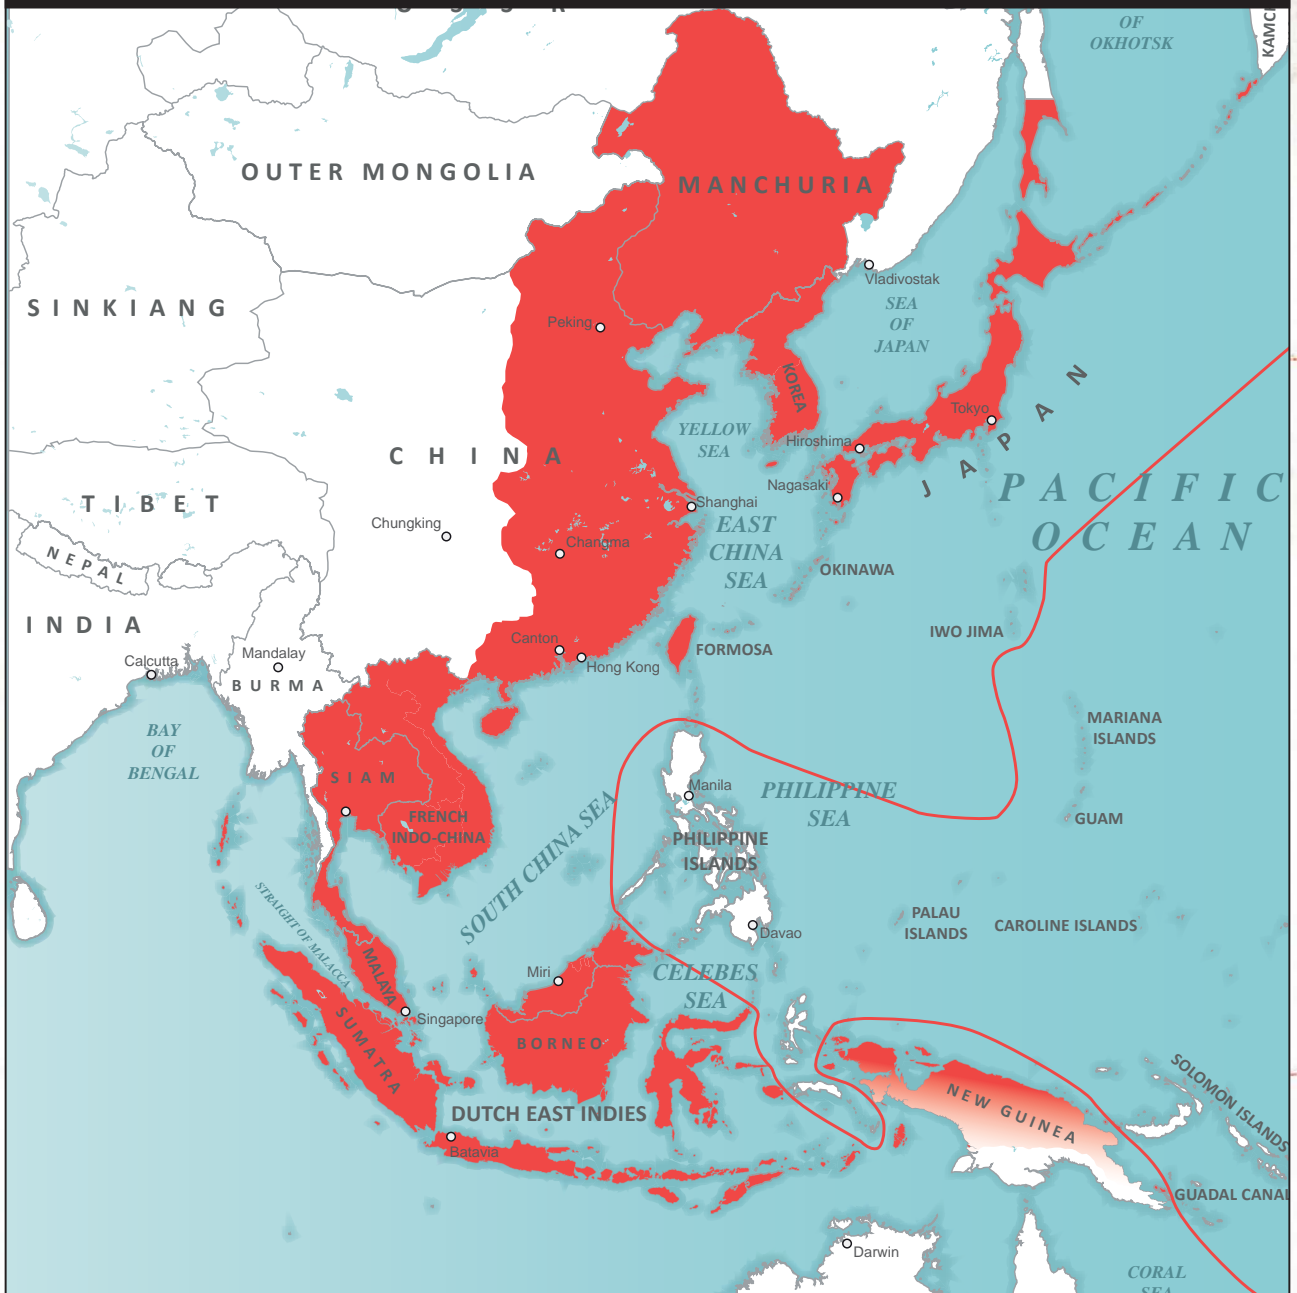 U S S R
OF
OKHOTSK
OUTER MONGOLIA
MANCHURIA
SINKIANG
Vladivostak
SEA
OF
JAPAN
Peking
KOREA
JAPAN
Tokyo
YELLOW
SEA
Hiroshima
CHINA
Nagasaki
PACIFIC
OCEAN
TIBET
Shanghai
Chungking
EAST
CHINA
SEA
Changma
NEPAL
OKINAWA
INDIA
IWO JIMA
Canton
FORMOSA
Hong Kong
Calcutta
Mandalay
BURMA
MARIANA
ISLANDS
BAY
OF
BENGAL
SIAM
Manila
PHILIPPINE
SEA
FRENCH
INDO-CHINA
GUAM
SOUTH CHINA SEA
PHILIPPINE
ISLANDS
STRAIGHT OF MALACCA
PALAU
ISLANDS
CAROLINE ISLANDS
Davao
MALAYA
Miri
CELEBES
SEA
SUMATRA
Singapore
BORNEO
DUTCH EAST INDIES
NEW GUINEA
SOLOMON ISLANDS
Batavia
GUADAL CANAL
Darwin
CORAL